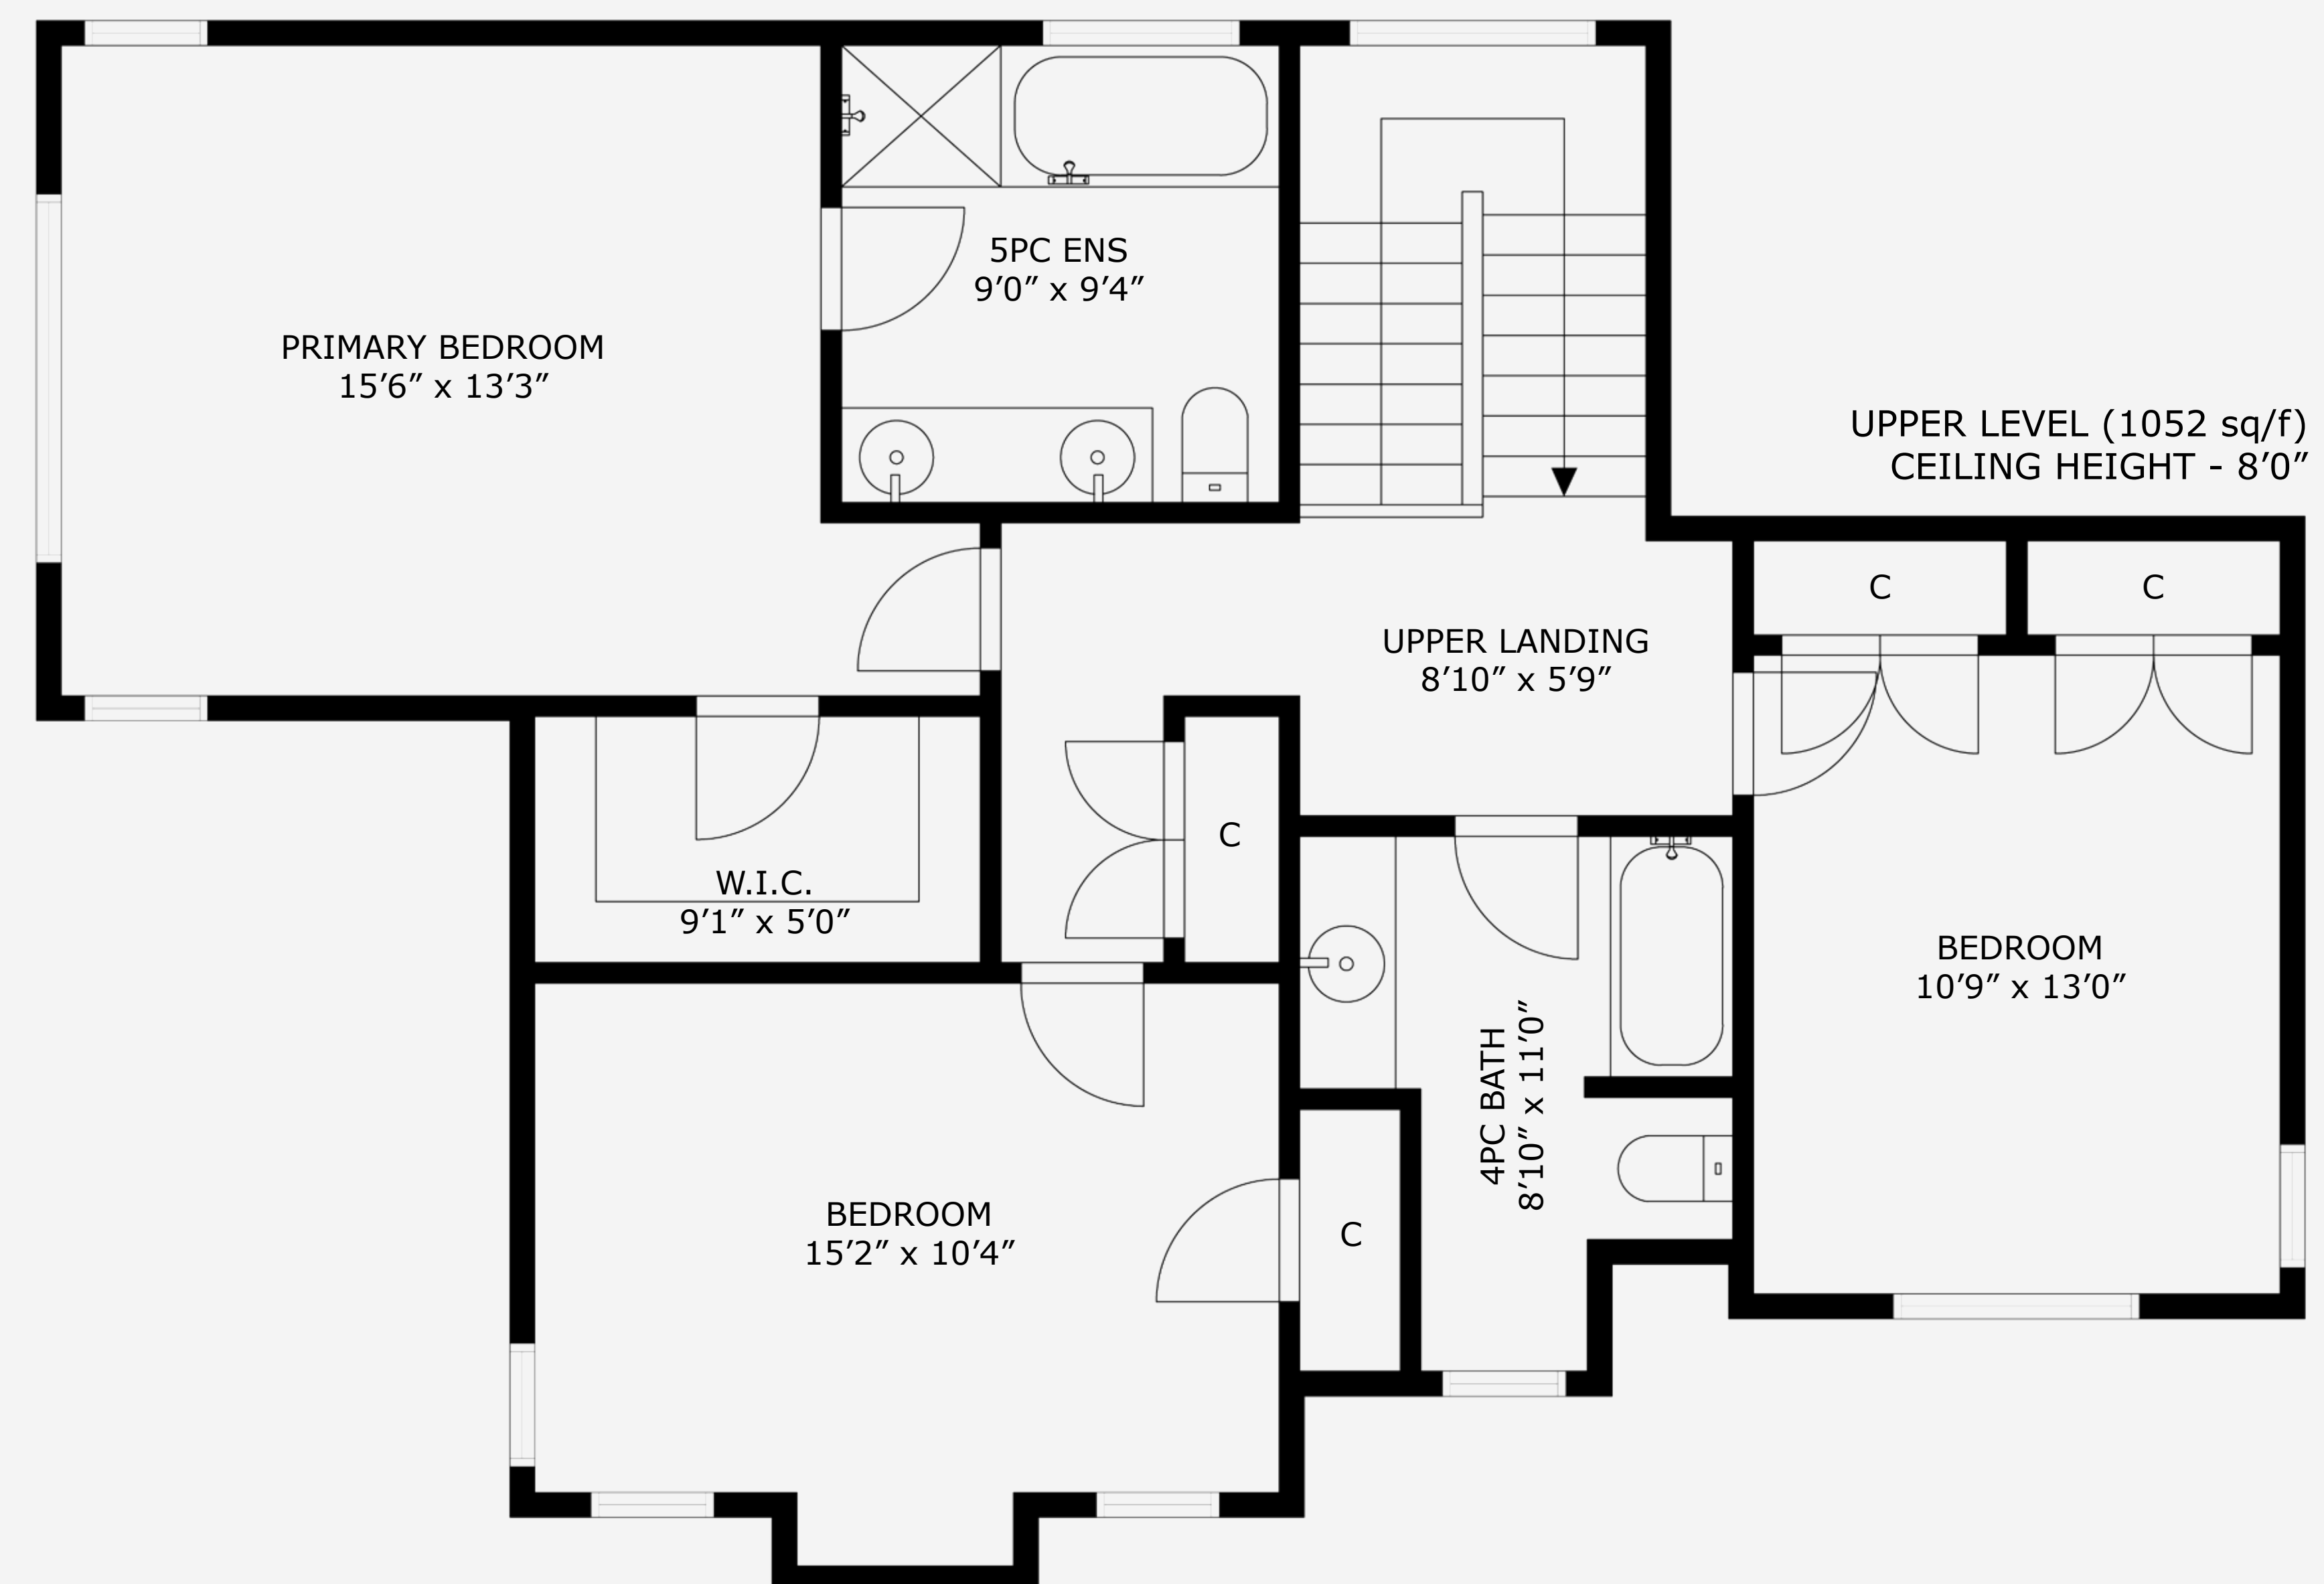 5PC ENS
9'0" x 9'4"
PRIMARY BEDROOM
15'6" x 13'3"
UPPER LEVEL (1052 sq/f)
CEILING HEIGHT - 8'0"
C
C
UPPER LANDING
8'10" x 5'9"
C
W.I.C.
9'1" x 5'0"
BEDROOM
10'9" x 13'0"
4PC BATH
8'10" x 11'0"
BEDROOM
15'2" x 10'4"
C